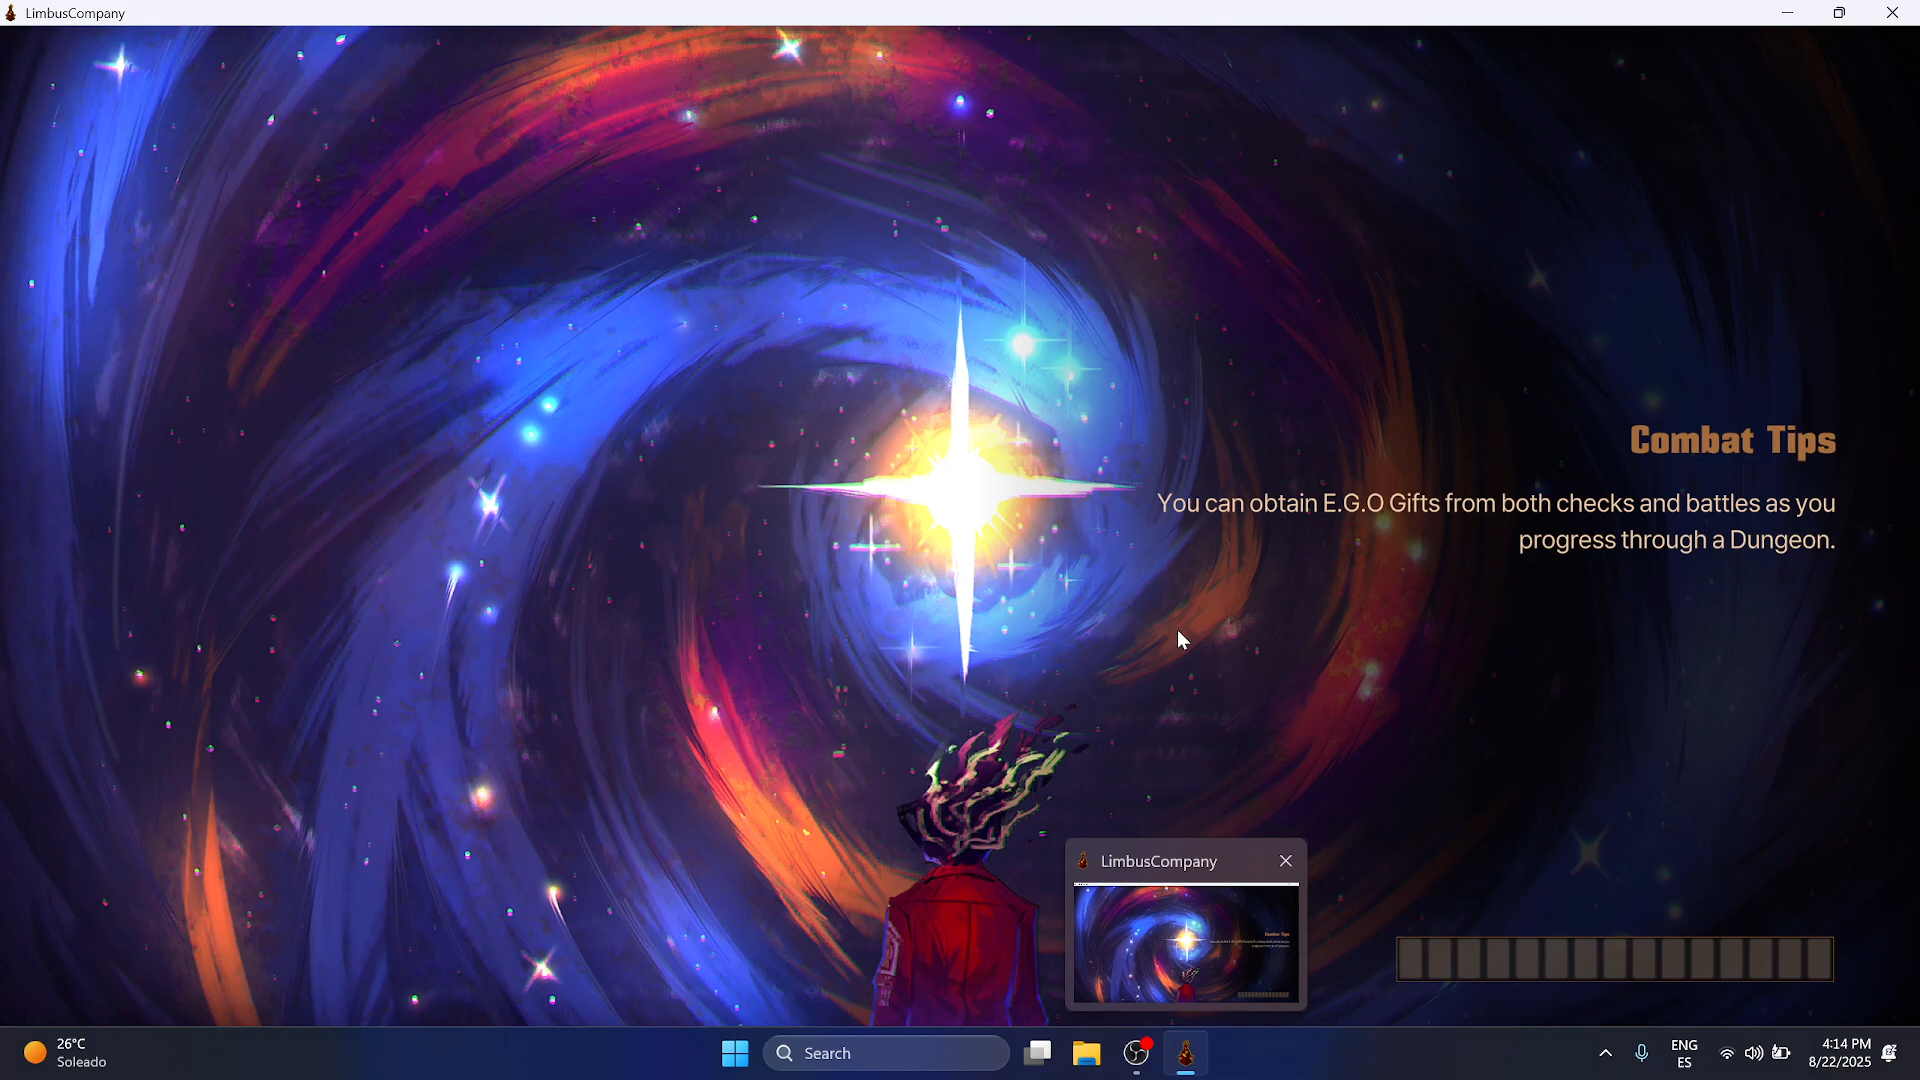 LimbusCompany
Combat Tips
You can obtain E.G.O Gifts from both checks and battles as you
progress through a Dungeon.
LimbusCompany
26°C
Soleado
Search
ENG
ES
4:14 PM
8/22/2025